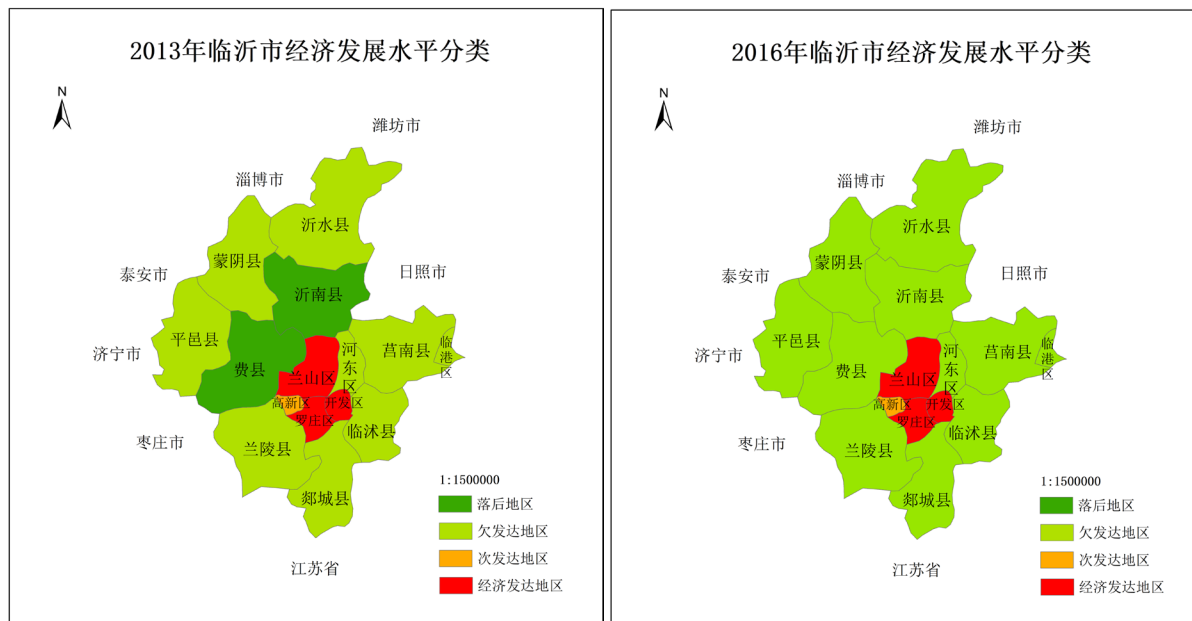 2013年临沂市经济发展水平分类
N
潍坊市
淄博市
沂水县
蒙阴县
泰安市
日照市
沂南县
平邑县
河东区
莒南县
临港区
济宁市
费县
兰山区
高新区
开发区
罗庄区
临沭县
枣庄市
兰陵县
郯城县
1:1500000
落后地区
欠发达地区
次发达地区
经济发达地区
江苏省
2016年临沂市经济发展水平分类
N
潍坊市
淄博市
沂水县
蒙阴县
泰安市
日照市
沂南县
平邑县
河东区
莒南县
临港区
济宁市
费县
兰山区
高新区
开发区
罗庄区
临沭县
枣庄市
兰陵县
郯城县
1:1500000
落后地区
欠发达地区
次发达地区
经济发达地区
江苏省